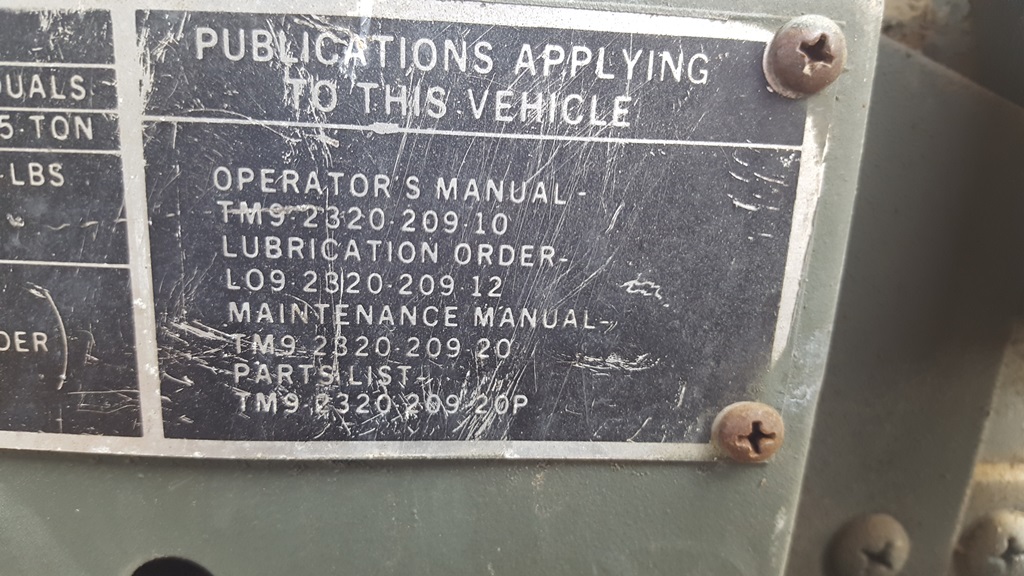 PUBLICATIONS APPLYING
TO THIS VEHICLE
OPERATOR'S MANUAL-
TM9-2320-209-10
LUBRICATION ORDER-
LO9-2320-209-12
MAINTENANCE MANUAL-
TM9-2320-209-20
PARTS LIST-
TM9-2320-209-20P
UALS
5-TON
LBS
DER)